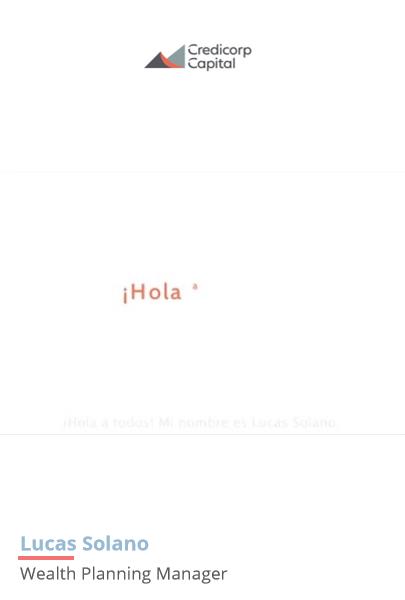 Credicorp
Capital
¡Hola a
¡Hola a todos! Mi nombre es Lucas Solano.
Lucas Solano
Wealth Planning Manager